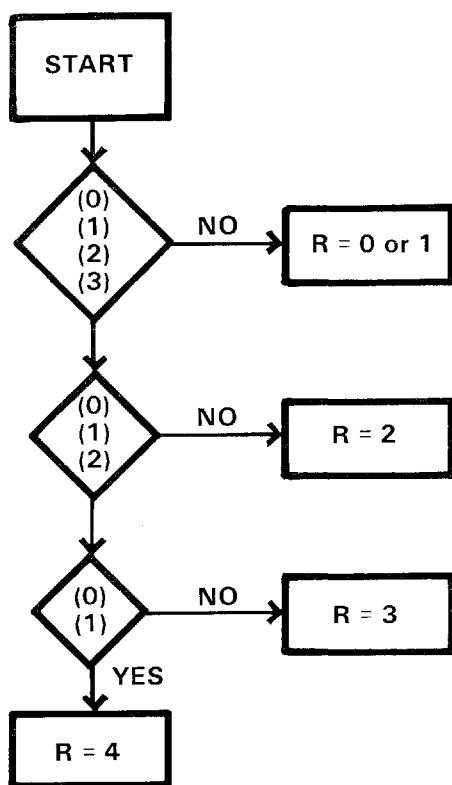 START
(0)
(1)
(2)
(3)
NO
R = 0 or 1
(0)
(1)
(2)
NO
R = 2
(0)
(1)
NO
R = 3
YES
R = 4